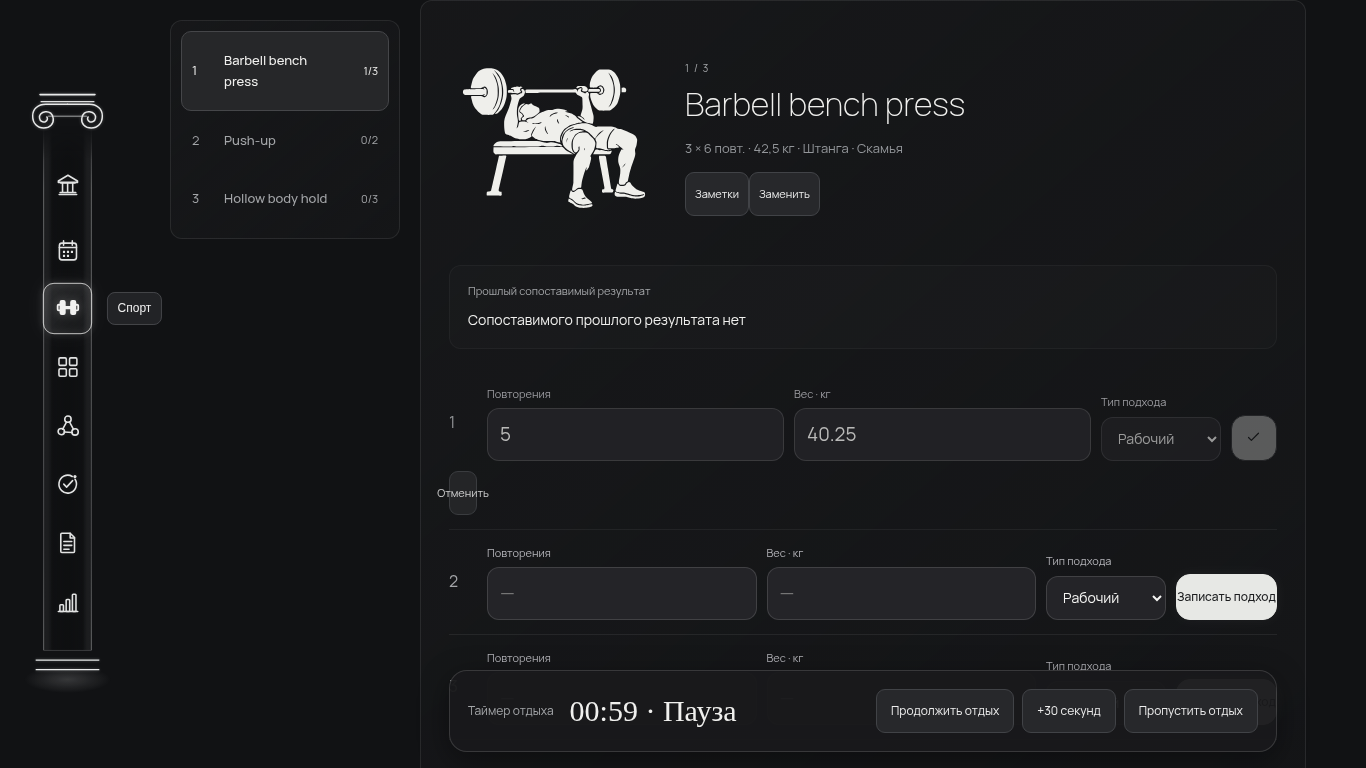 1
Barbell bench
press
1/3
2
Push-up
0/2
3
Hollow body hold
0/3
Спорт
1 / 3
Barbell bench press
3 × 6 повт. · 42,5 кг · Штанга · Скамья
Заметки
Заменить
Прошлый сопоставимый результат
Сопоставимого прошлого результата нет
1
Повторения
5
Вес · кг
40.25
Тип подхода
Рабочий
Отменить
2
Повторения
—
Вес · кг
—
Тип подхода
Рабочий
Записать подход
Повторения
Вес · кг
Тип подхода
Таймер отдыха
00:59 · Пауза
Продолжить отдых
+30 секунд
Пропустить отдых